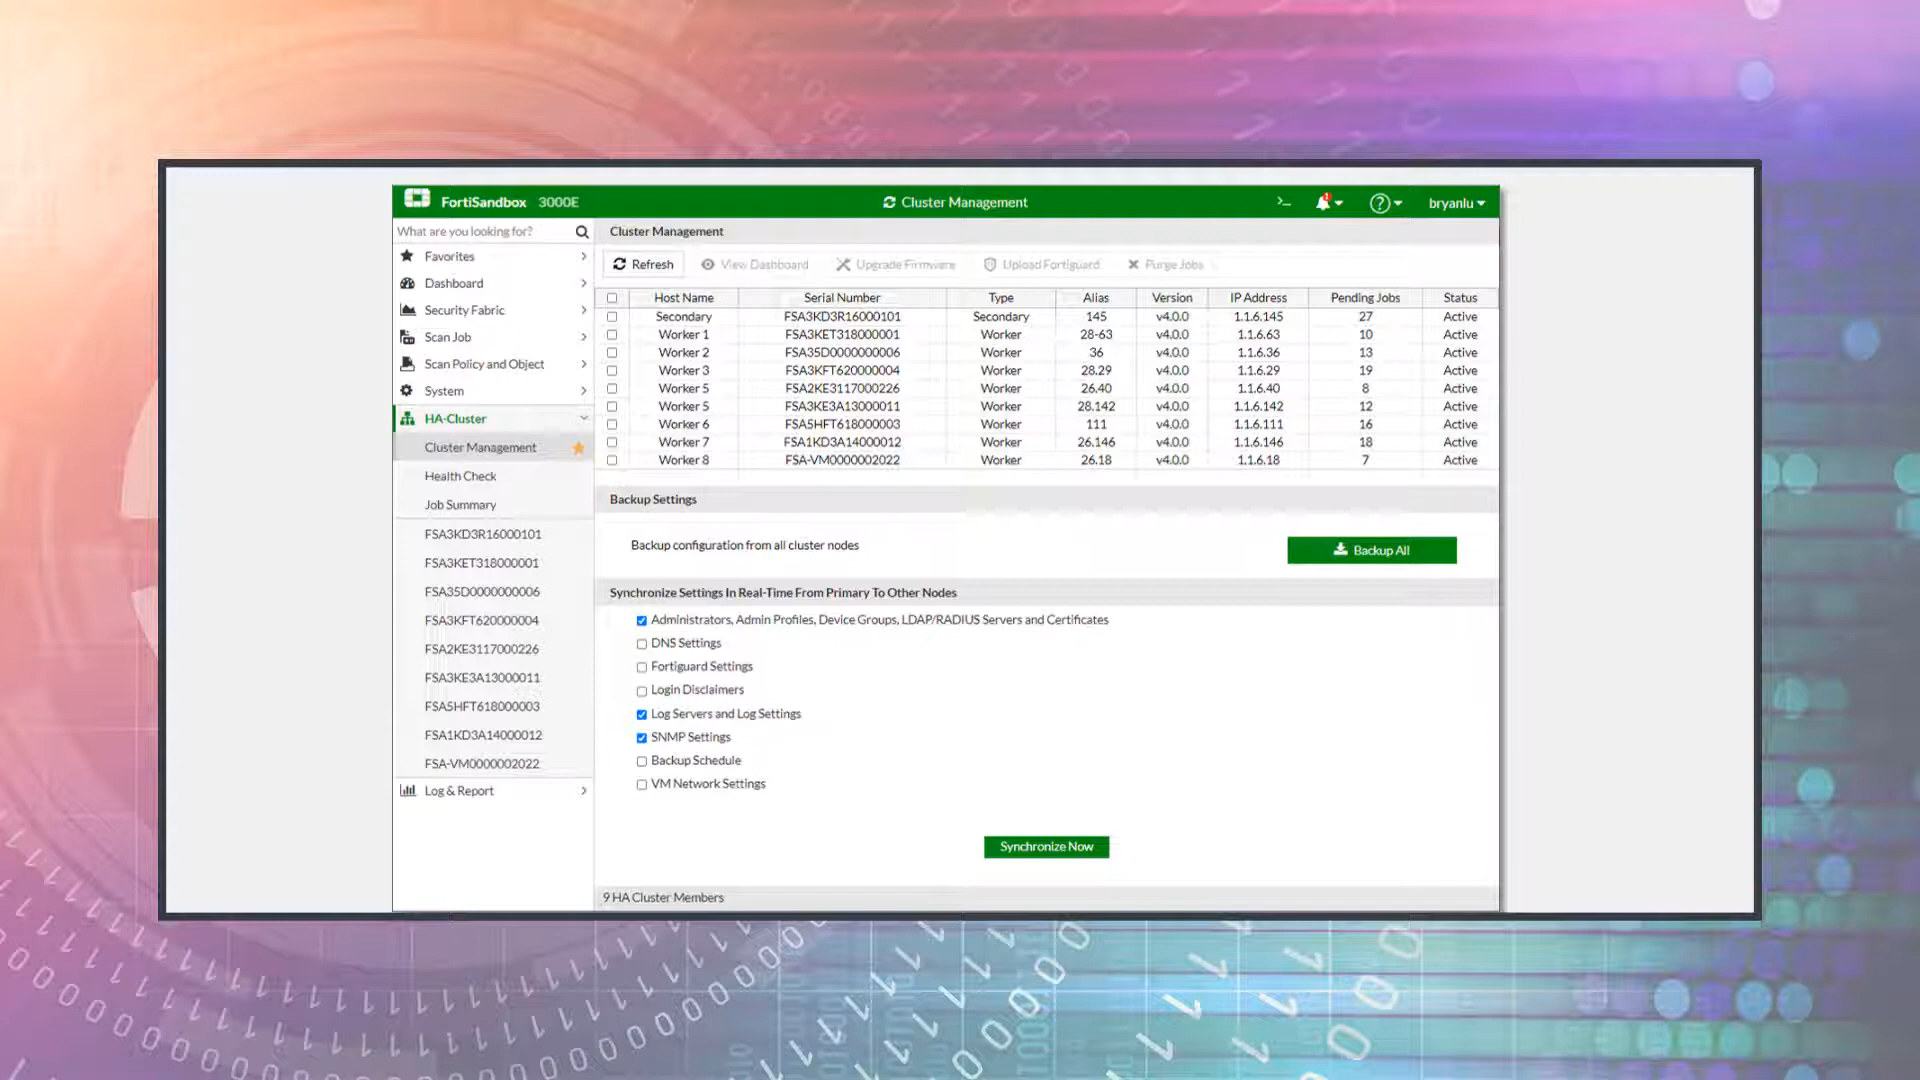 FortiSandbox 3000E
Cluster Management
>_
bryanlu
What are you looking for?
Cluster Management
Favorites
Dashboard
Security Fabric
Scan Job
Scan Policy and Object
System
HA-Cluster
Cluster Management
Health Check
Job Summary
FSA3KD3R16000101
FSA3KET318000001
FSA35D0000000006
FSA3KFT620000004
FSA2KE3117000226
FSA3KE3A13000011
FSA5HFT618000003
FSA1KD3A14000012
FSA-VM0000002022
Log & Report
Refresh View Dashboard Upgrade Firmware Upload Fortiguard Purge Jobs
Host Name Serial Number Type Alias Version IP Address Pending Jobs Status
Secondary FSA3KD3R16000101 Secondary 145 v4.0.0 1.1.6.145 27 Active
Worker 1 FSA3KET318000001 Worker 28-63 v4.0.0 1.1.6.63 10 Active
Worker 2 FSA35D0000000006 Worker 36 v4.0.0 1.1.6.36 13 Active
Worker 3 FSA3KFT620000004 Worker 28.29 v4.0.0 1.1.6.29 19 Active
Worker 5 FSA2KE3117000226 Worker 26.40 v4.0.0 1.1.6.40 8 Active
Worker 5 FSA3KE3A13000011 Worker 28.142 v4.0.0 1.1.6.142 12 Active
Worker 6 FSA5HFT618000003 Worker 111 v4.0.0 1.1.6.111 16 Active
Worker 7 FSA1KD3A14000012 Worker 26.146 v4.0.0 1.1.6.146 18 Active
Worker 8 FSA-VM0000002022 Worker 26.18 v4.0.0 1.1.6.18 7 Active
Backup Settings
Backup configuration from all cluster nodes
Backup All
Synchronize Settings In Real-Time From Primary To Other Nodes
Administrators, Admin Profiles, Device Groups, LDAP/RADIUS Servers and Certificates
DNS Settings
Fortiguard Settings
Login Disclaimers
Log Servers and Log Settings
SNMP Settings
Backup Schedule
VM Network Settings
Synchronize Now
9 HA Cluster Members